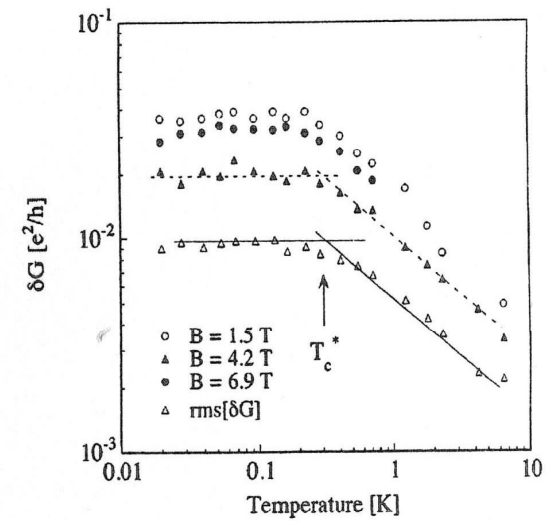 10⁻¹
10⁻²
10⁻³
δG [e²/h]
B = 1.5 T
B = 4.2 T
B = 6.9 T
rms[δG]
T_c*
0.01
0.1
1
10
Temperature [K]